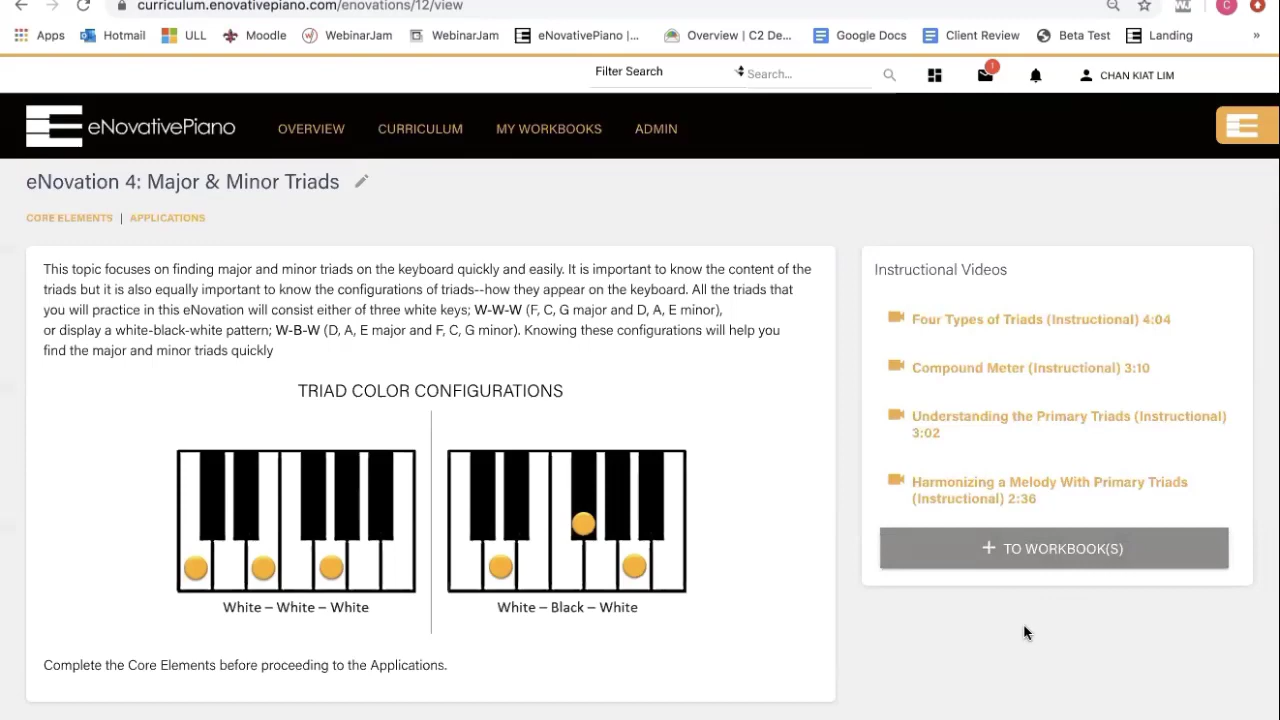 curriculum.enovativepiano.com/enovations/12/view
C
Apps Hotmail ULL Moodle WebinarJam WebinarJam eNovativePiano |... Overview | C2 De... Google Docs Client Review Beta Test Landing »
Filter Search Search... 1 CHAN KIAT LIM
eNovativePiano OVERVIEW CURRICULUM MY WORKBOOKS ADMIN
eNovation 4: Major & Minor Triads
CORE ELEMENTS | APPLICATIONS
This topic focuses on finding major and minor triads on the keyboard quickly and easily. It is important to know the content of the
triads but it is also equally important to know the configurations of triads--how they appear on the keyboard. All the triads that
you will practice in this eNovation will consist either of three white keys; W-W-W (F, C, G major and D, A, E minor),
or display a white-black-white pattern; W-B-W (D, A, E major and F, C, G minor). Knowing these configurations will help you
find the major and minor triads quickly
TRIAD COLOR CONFIGURATIONS
White – White – White
White – Black – White
Complete the Core Elements before proceeding to the Applications.
Instructional Videos
Four Types of Triads (Instructional) 4:04
Compound Meter (Instructional) 3:10
Understanding the Primary Triads (Instructional)
3:02
Harmonizing a Melody With Primary Triads
(Instructional) 2:36
+ TO WORKBOOK(S)